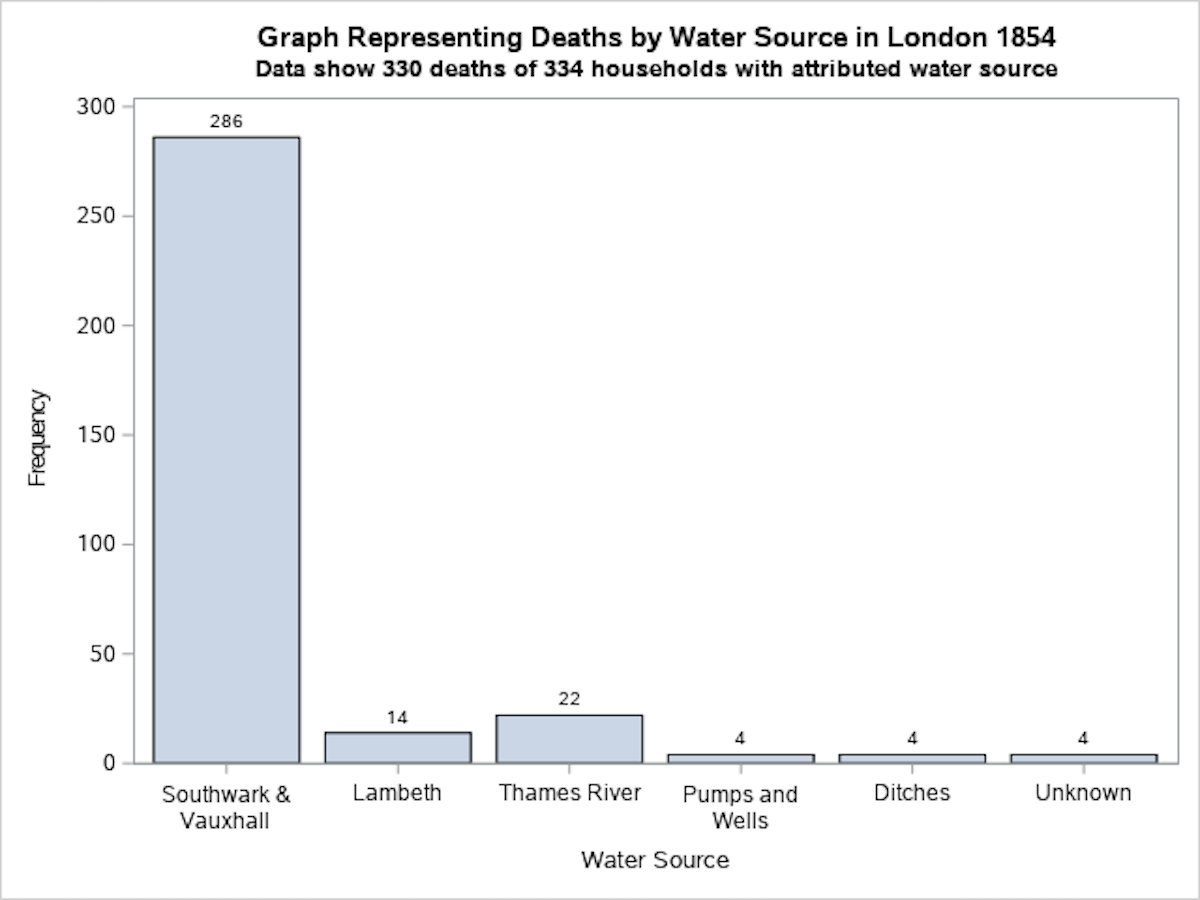 Graph Representing Deaths by Water Source in London 1854
Data show 330 deaths of 334 households with attributed water source
300
250
200
150
100
50
0
Frequency
286
14
22
4
4
4
Southwark &
Vauxhall
Lambeth
Thames River
Pumps and
Wells
Ditches
Unknown
Water Source